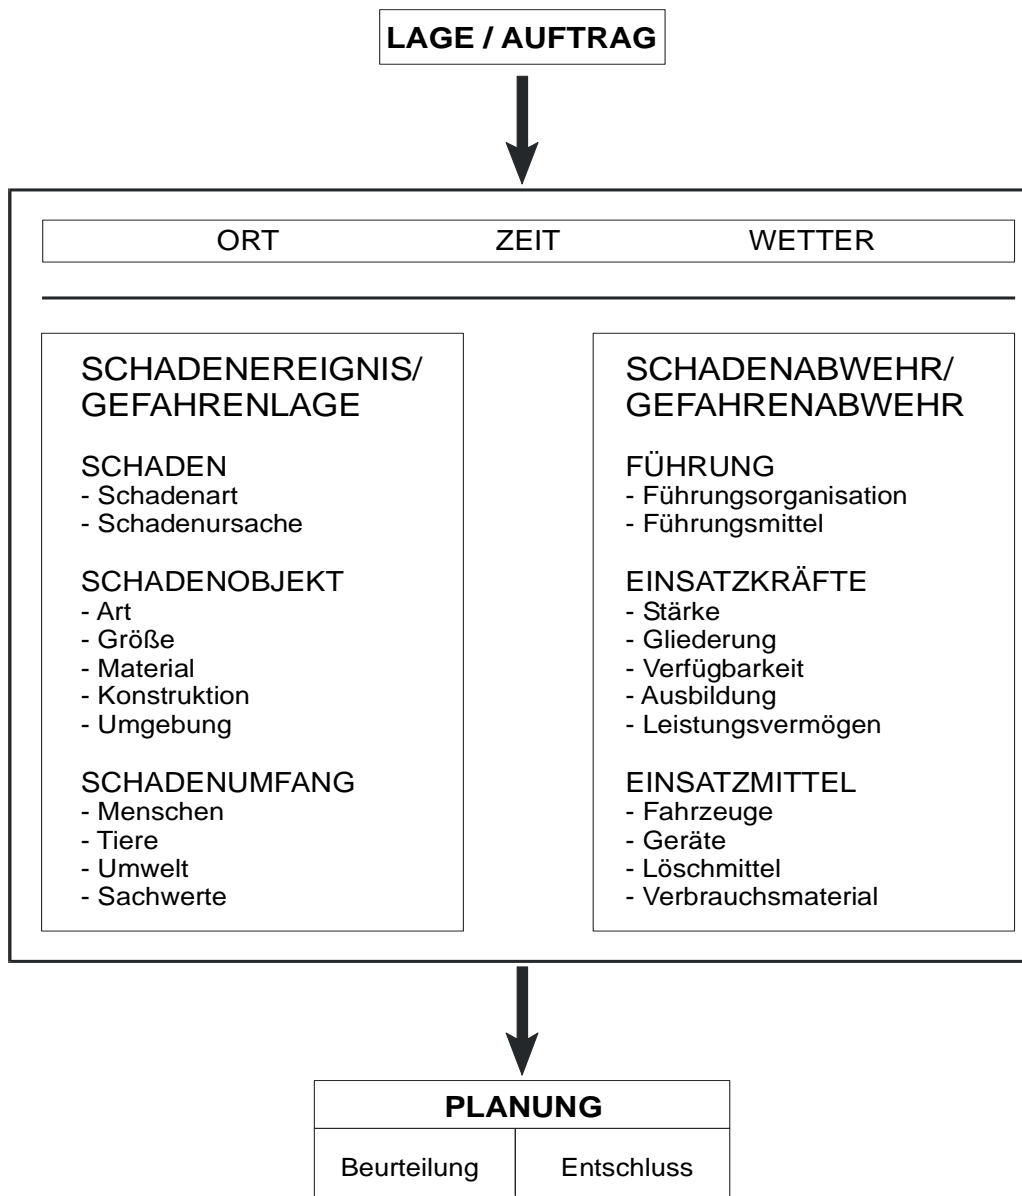 LAGE / AUFTRAG
ORT ZEIT WETTER
SCHADENEREIGNIS/
GEFAHRENLAGE
SCHADEN
- Schadenart
- Schadenursache
SCHADENOBJEKT
- Art
- Größe
- Material
- Konstruktion
- Umgebung
SCHADENUMFANG
- Menschen
- Tiere
- Umwelt
- Sachwerte
SCHADENABWEHR/
GEFAHRENABWEHR
FÜHRUNG
- Führungsorganisation
- Führungsmittel
EINSATZKRÄFTE
- Stärke
- Gliederung
- Verfügbarkeit
- Ausbildung
- Leistungsvermögen
EINSATZMITTEL
- Fahrzeuge
- Geräte
- Löschmittel
- Verbrauchsmaterial
PLANUNG
Beurteilung Entschluss